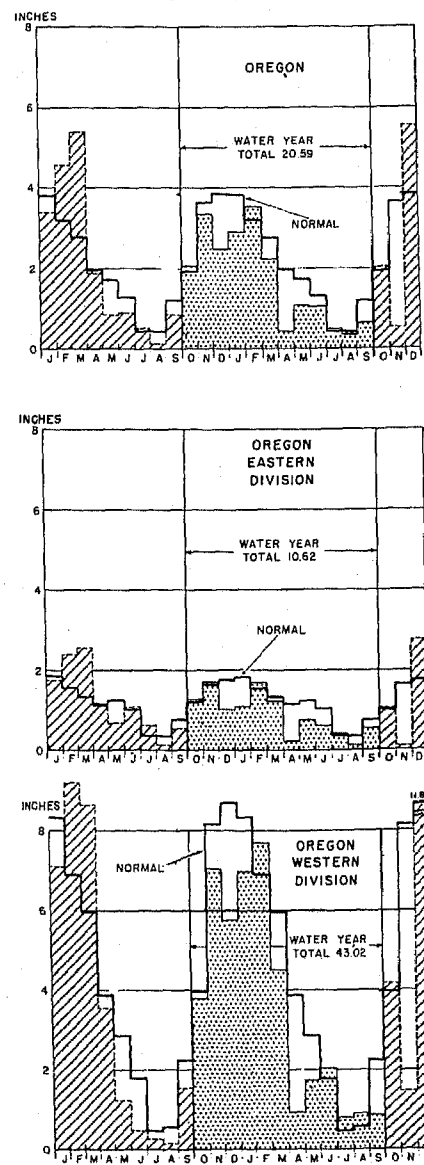 INCHES
8
OREGON
6
WATER YEAR
TOTAL 20.59
4
NORMAL
2
0
J F M A M J J A S O N D J F M A M J J A S O N D
INCHES
8
OREGON
EASTERN
DIVISION
6
WATER YEAR
TOTAL 10.62
4
NORMAL
2
0
J F M A M J J A S O N D J F M A M J J A S O N D
INCHES
8
NORMAL
OREGON
WESTERN
DIVISION
6
WATER YEAR
TOTAL 43.02
4
2
0
J F M A M J J A S O N D J F M A M J J A S O N